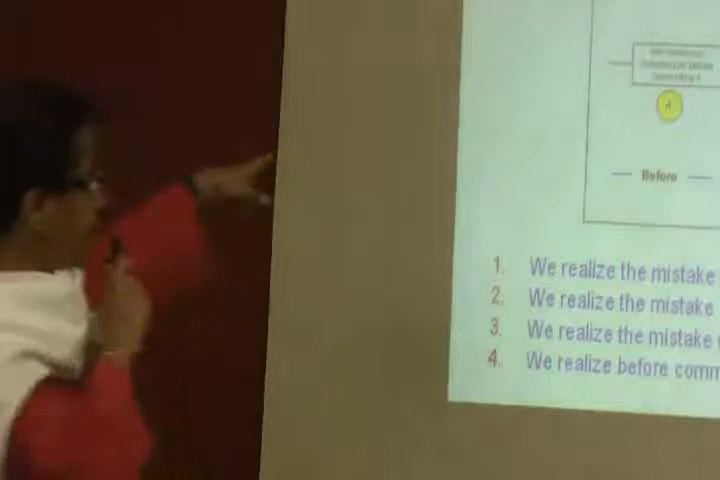 4
Before
1. We realize the mistake
2. We realize the mistake
3. We realize the mistake
4. We realize before comm